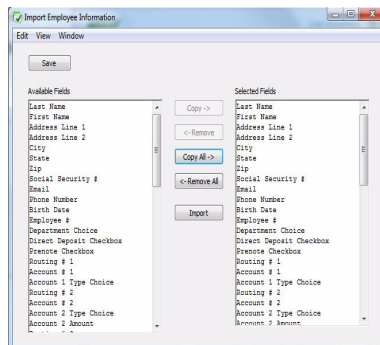 Import Employee Information
Edit View Window
Save
Available Fields
Last Name
First Name
Address Line 1
Address Line 2
City
State
Zip
Social Security #
Email
Phone Number
Birth Date
Employee #
Department Choice
Direct Deposit Checkbox
Prenote Checkbox
Routing # 1
Account # 1
Account 1 Type Choice
Routing # 2
Account # 2
Account 2 Type Choice
Account 2 Amount
Copy ->
<- Remove
Copy All ->
<- Remove All
Import
Selected Fields
Last Name
First Name
Address Line 1
Address Line 2
City
State
Zip
Social Security #
Email
Phone Number
Birth Date
Employee #
Department Choice
Direct Deposit Checkbox
Prenote Checkbox
Routing # 1
Account # 1
Account 1 Type Choice
Routing # 2
Account # 2
Account 2 Type Choice
Account 2 Amount